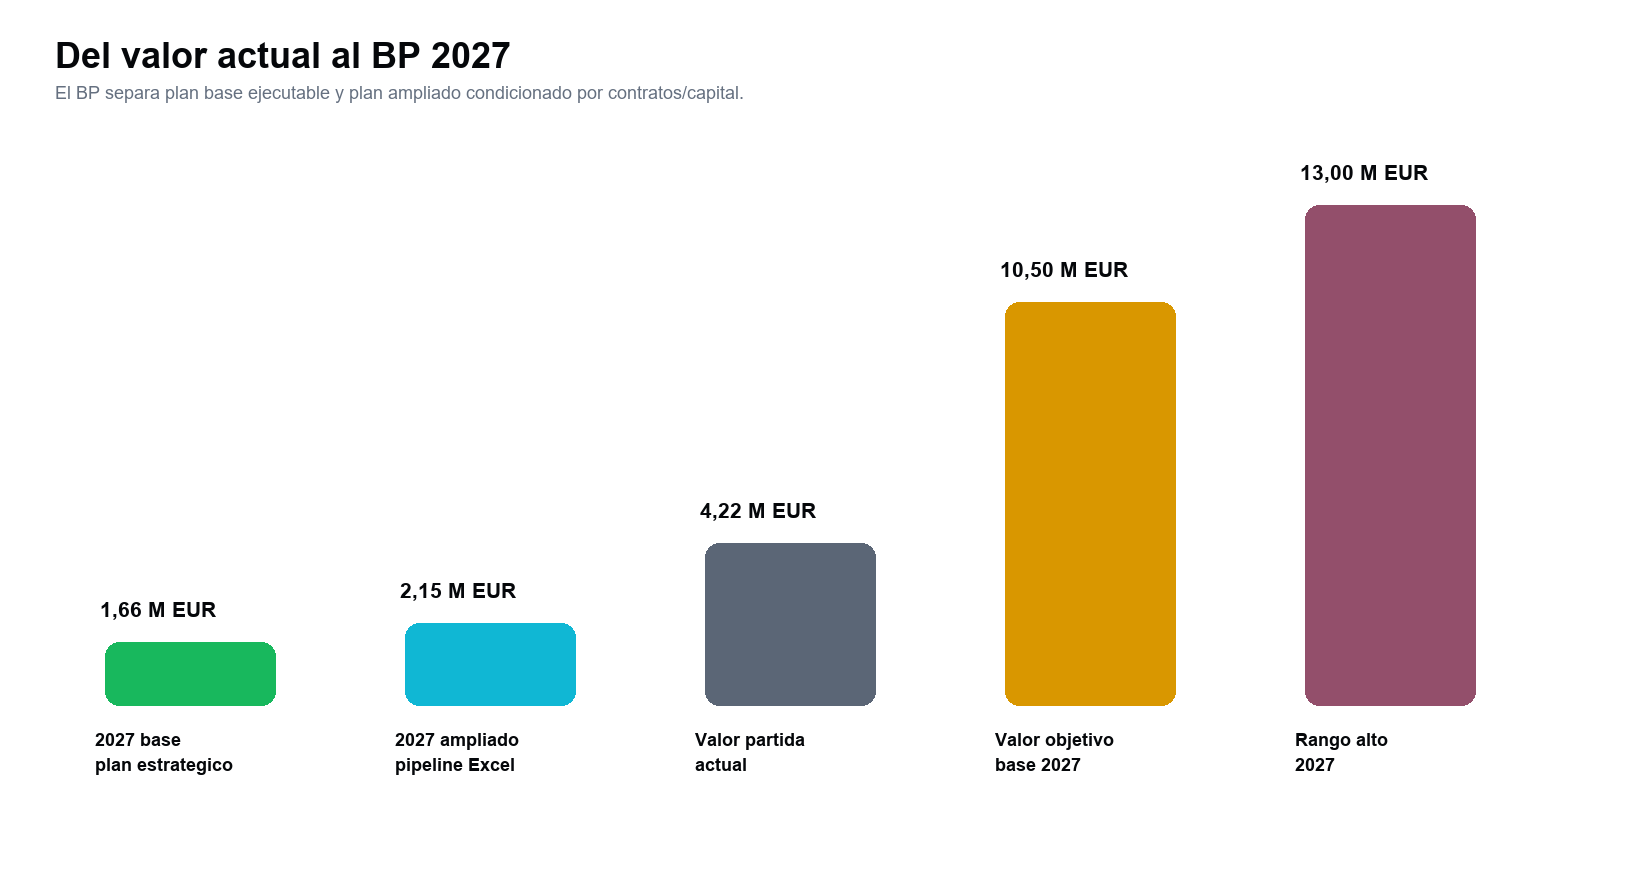 Del valor actual al BP 2027
El BP separa plan base ejecutable y plan ampliado condicionado por contratos/capital.
13,00 M EUR
10,50 M EUR
4,22 M EUR
2,15 M EUR
1,66 M EUR
2027 base
plan estrategico
2027 ampliado
pipeline Excel
Valor partida
actual
Valor objetivo
base 2027
Rango alto
2027